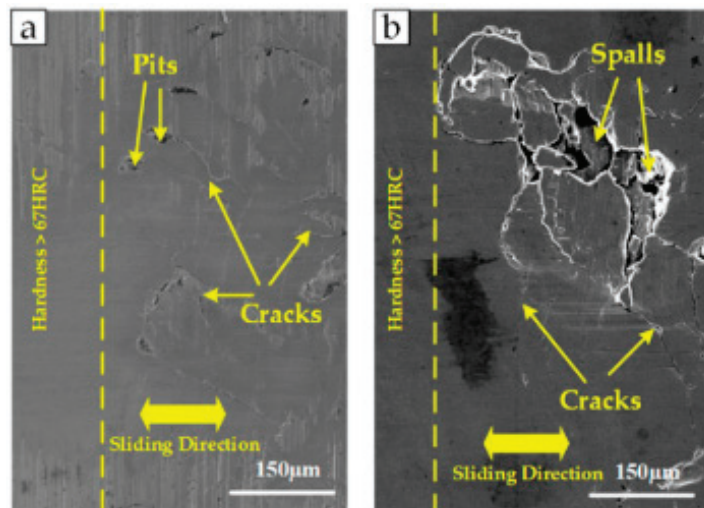 a
Pits
Hardness > 67HRC
Cracks
Sliding Direction
150μm
b
Spalls
Hardness > 67HRC
Cracks
Sliding Direction
150μm